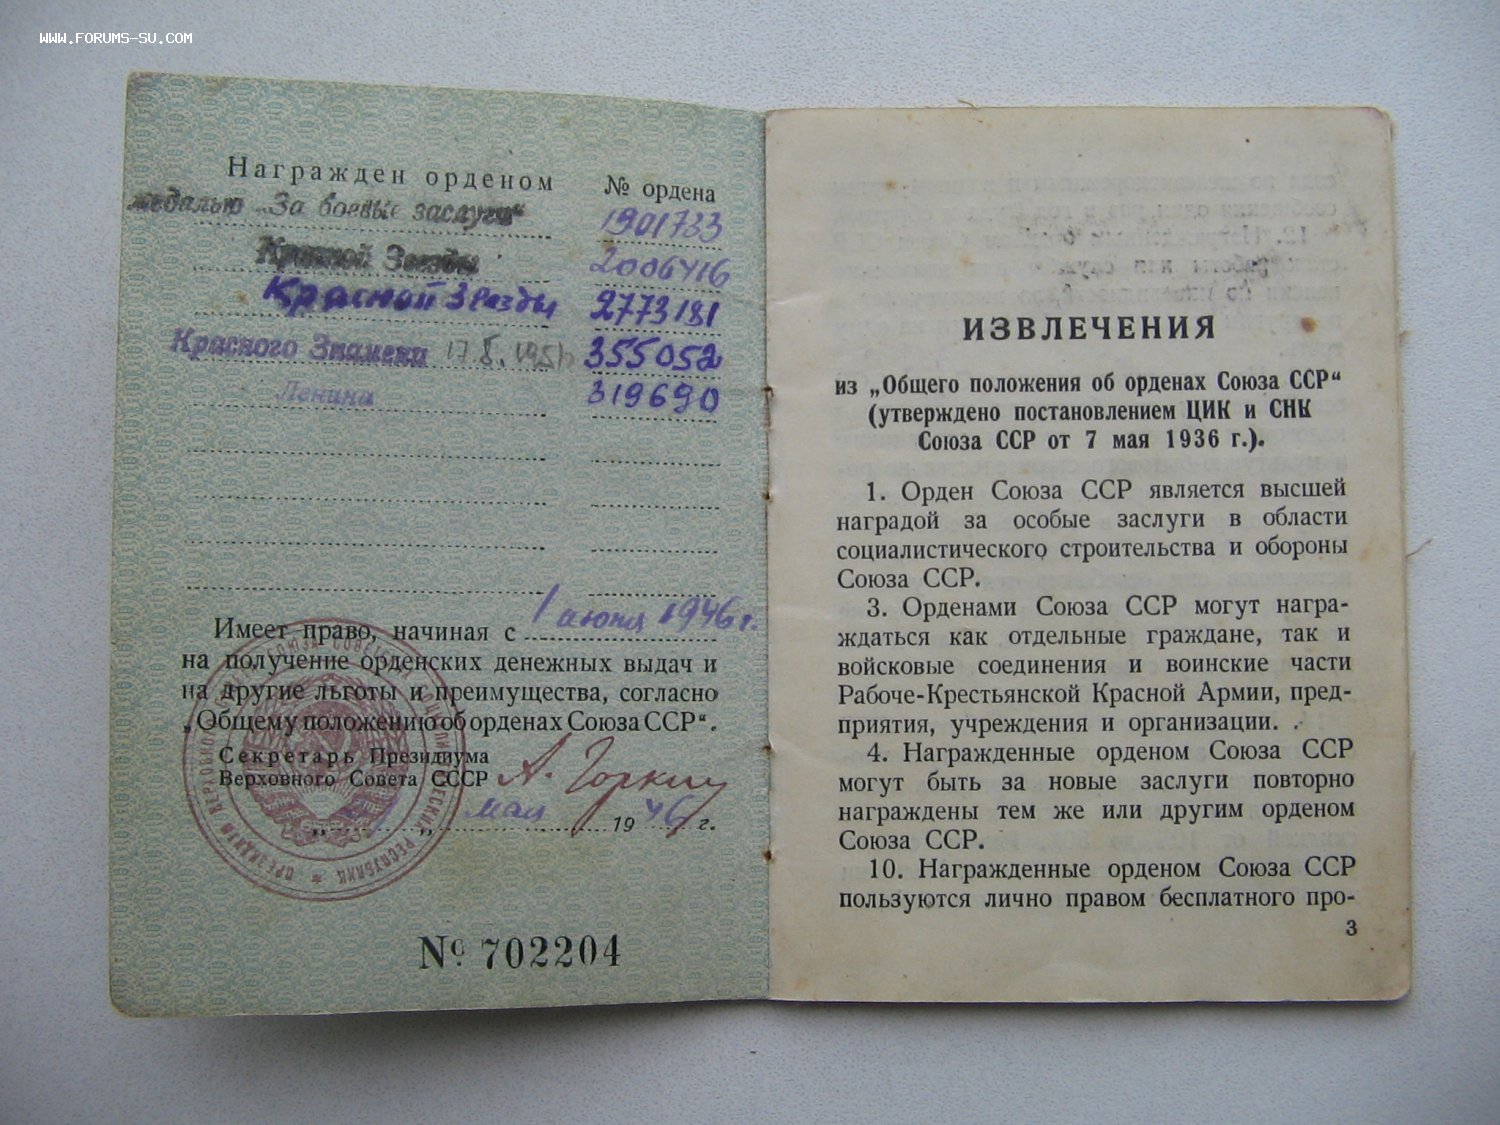 WWW.FORUMS-SU.COM
Награжден орденом № ордена
медалью „За боевые заслуги“ 1901733
Красной Звезды 2006416
Красной Звезды 2773181
Красного Знамени 355052
Ленина 319690
Имеет право, начиная с 1 июня 1946 г.
на получение орденских денежных выдач и
на другие льготы и преимущества, согласно
„Общему положению об орденах Союза ССР“.
Секретарь Президиума
Верховного Совета СССР А. Горкин
мая 1946 г.
№ 702204
ИЗВЛЕЧЕНИЯ
из „Общего положения об орденах Союза ССР“
(утверждено постановлением ЦИК и СНК
Союза ССР от 7 мая 1936 г.).
1. Орден Союза ССР является высшей
наградой за особые заслуги в области
социалистического строительства и обороны
Союза ССР.
3. Орденами Союза ССР могут награ-
ждаться как отдельные граждане, так и
войсковые соединения и воинские части
Рабоче-Крестьянской Красной Армии, пред-
приятия, учреждения и организации.
4. Награжденные орденом Союза ССР
могут быть за новые заслуги повторно
награждены тем же или другим орденом
Союза ССР.
10. Награжденные орденом Союза ССР
пользуются лично правом бесплатного про-
3